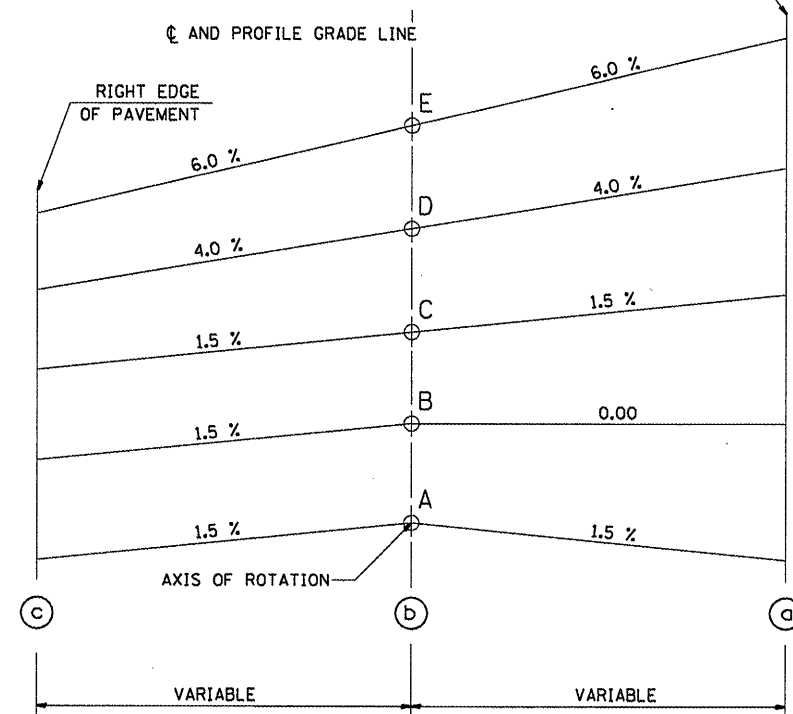 ℄ AND PROFILE GRADE LINE
6.0 %
RIGHT EDGE
OF PAVEMENT
E
6.0 %
D
4.0 %
4.0 %
C
1.5 %
1.5 %
B
0.00
1.5 %
A
1.5 %
1.5 %
AXIS OF ROTATION
c
b
a
VARIABLE
VARIABLE